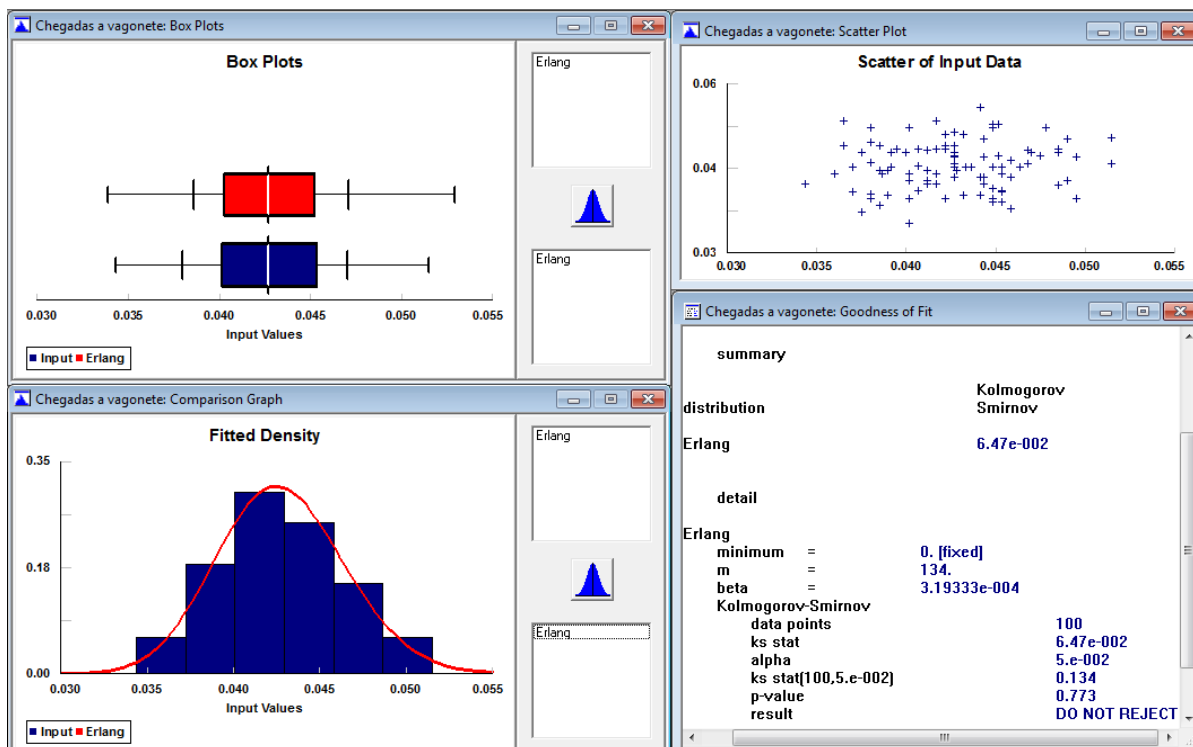 Chegadas a vagonete: Box Plots
Box Plots
Erlang
Erlang
0.030 0.035 0.040 0.045 0.050 0.055
Input Values
Input Erlang
Chegadas a vagonete: Scatter Plot
Scatter of Input Data
0.06
0.04
0.03
0.030 0.035 0.040 0.045 0.050 0.055
Chegadas a vagonete: Comparison Graph
Fitted Density
0.35
0.18
0.00
0.030 0.035 0.040 0.045 0.050 0.055
Input Values
Input Erlang
Erlang
Erlang
Chegadas a vagonete: Goodness of Fit
summary
Kolmogorov
distribution Smirnov
Erlang 6.47e-002
detail
Erlang
minimum = 0. [fixed]
m = 134.
beta = 3.19333e-004
Kolmogorov-Smirnov
data points 100
ks stat 6.47e-002
alpha 5.e-002
ks stat(100,5.e-002) 0.134
p-value 0.773
result DO NOT REJECT